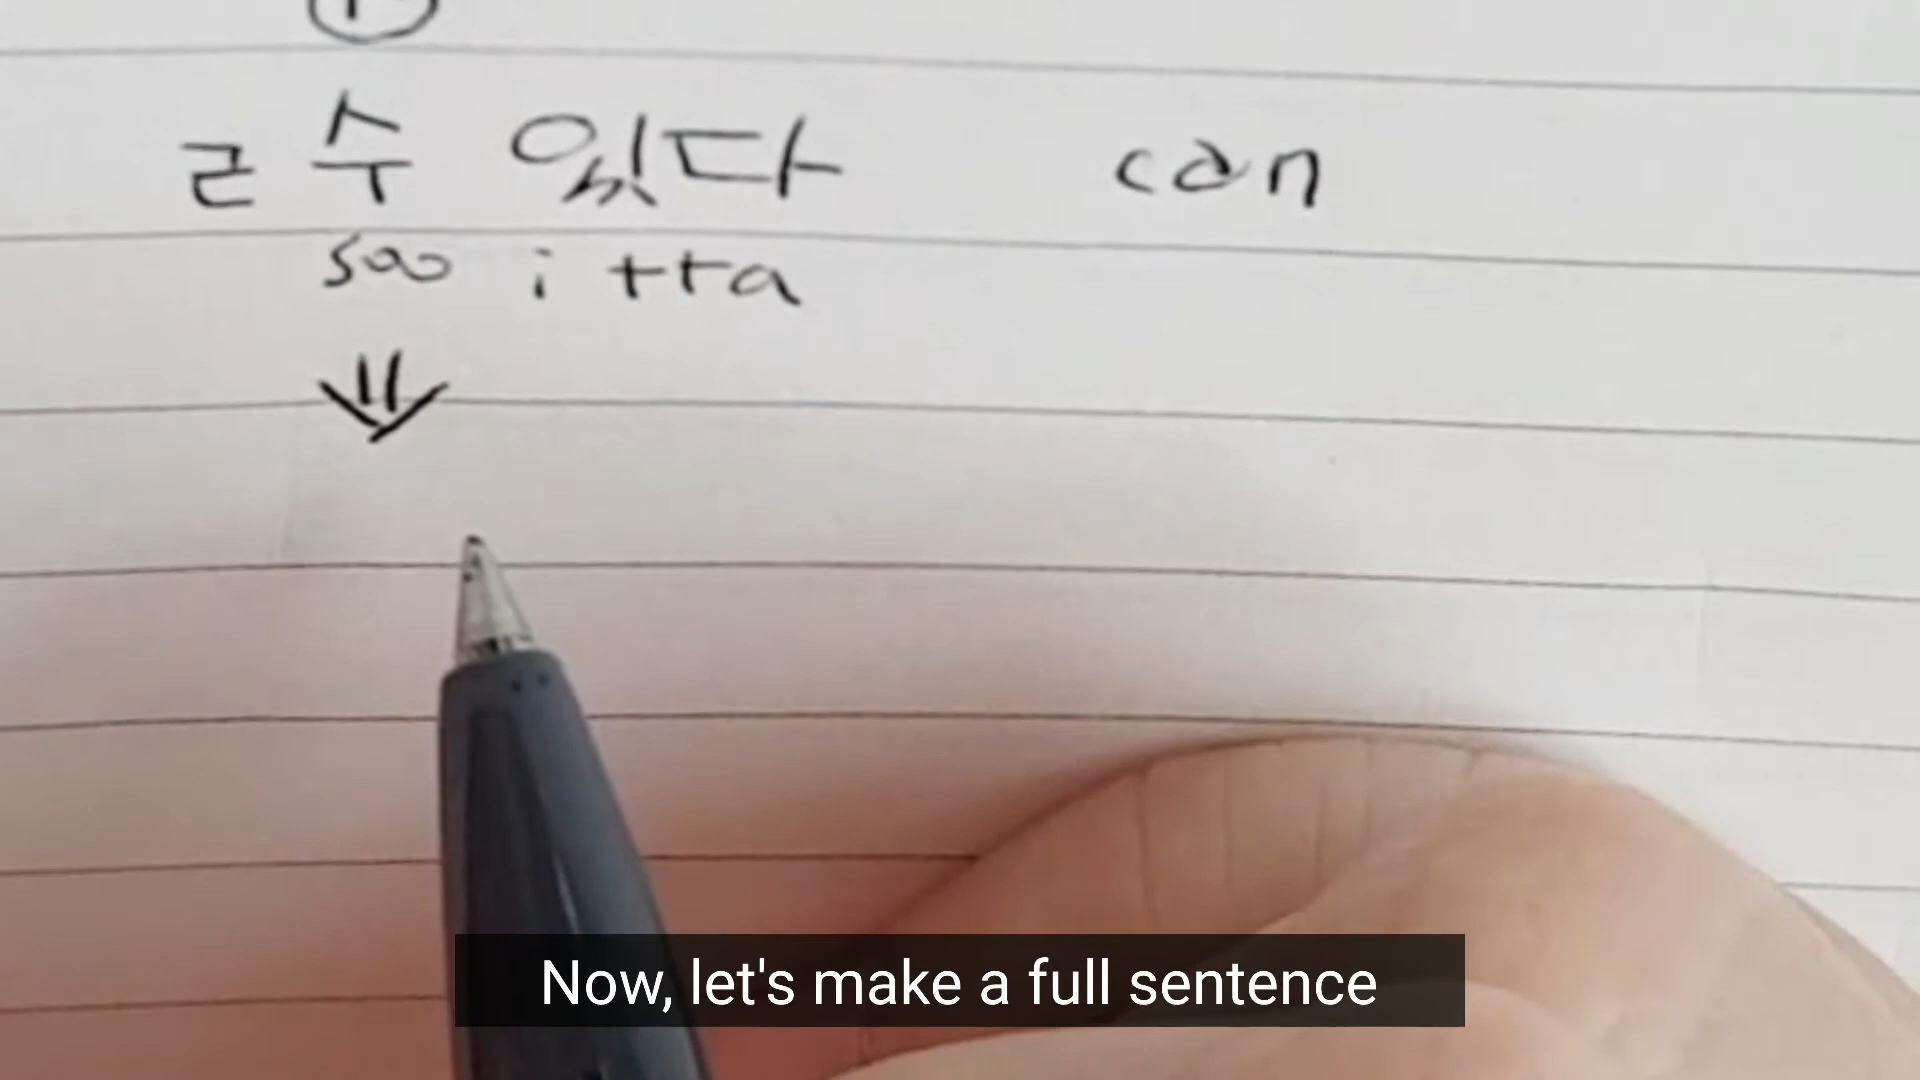 ㄹ 수 있다 can
soo itta
Now, let's make a full sentence